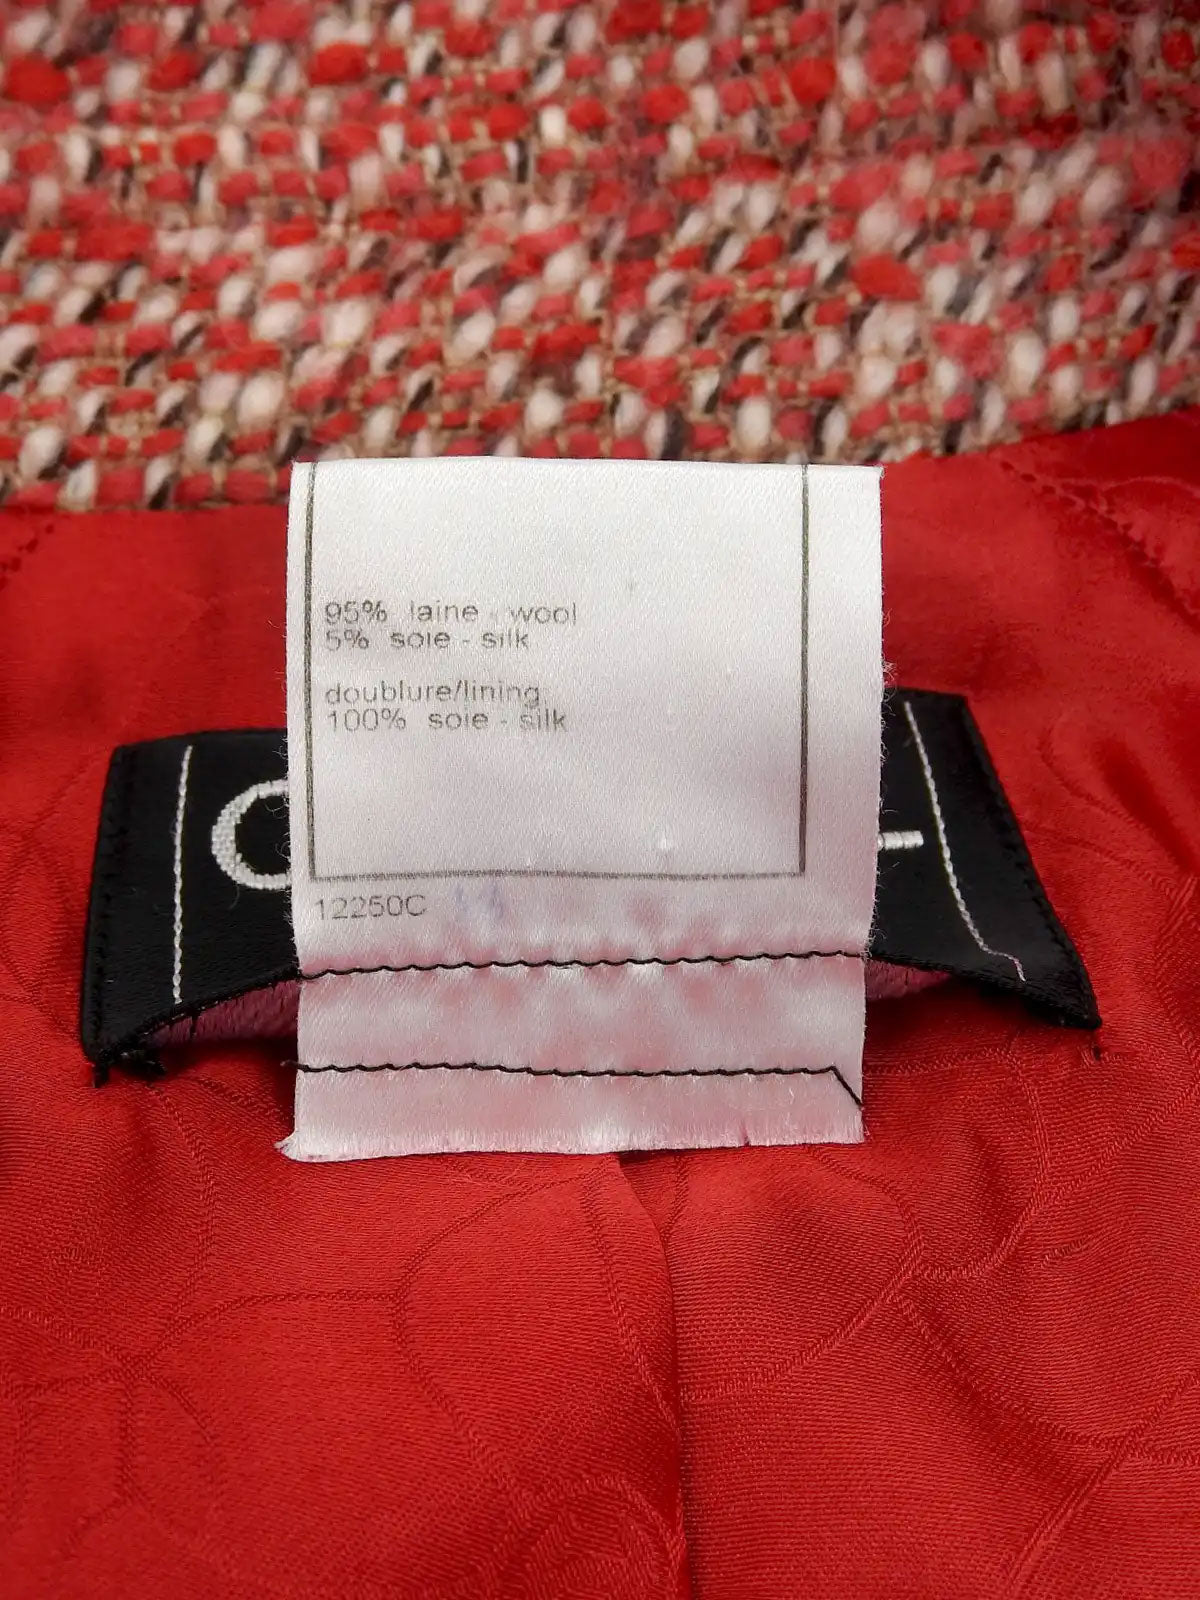 95% laine - wool
5% soie - silk
doublure/lining
100% soie - silk
12250C